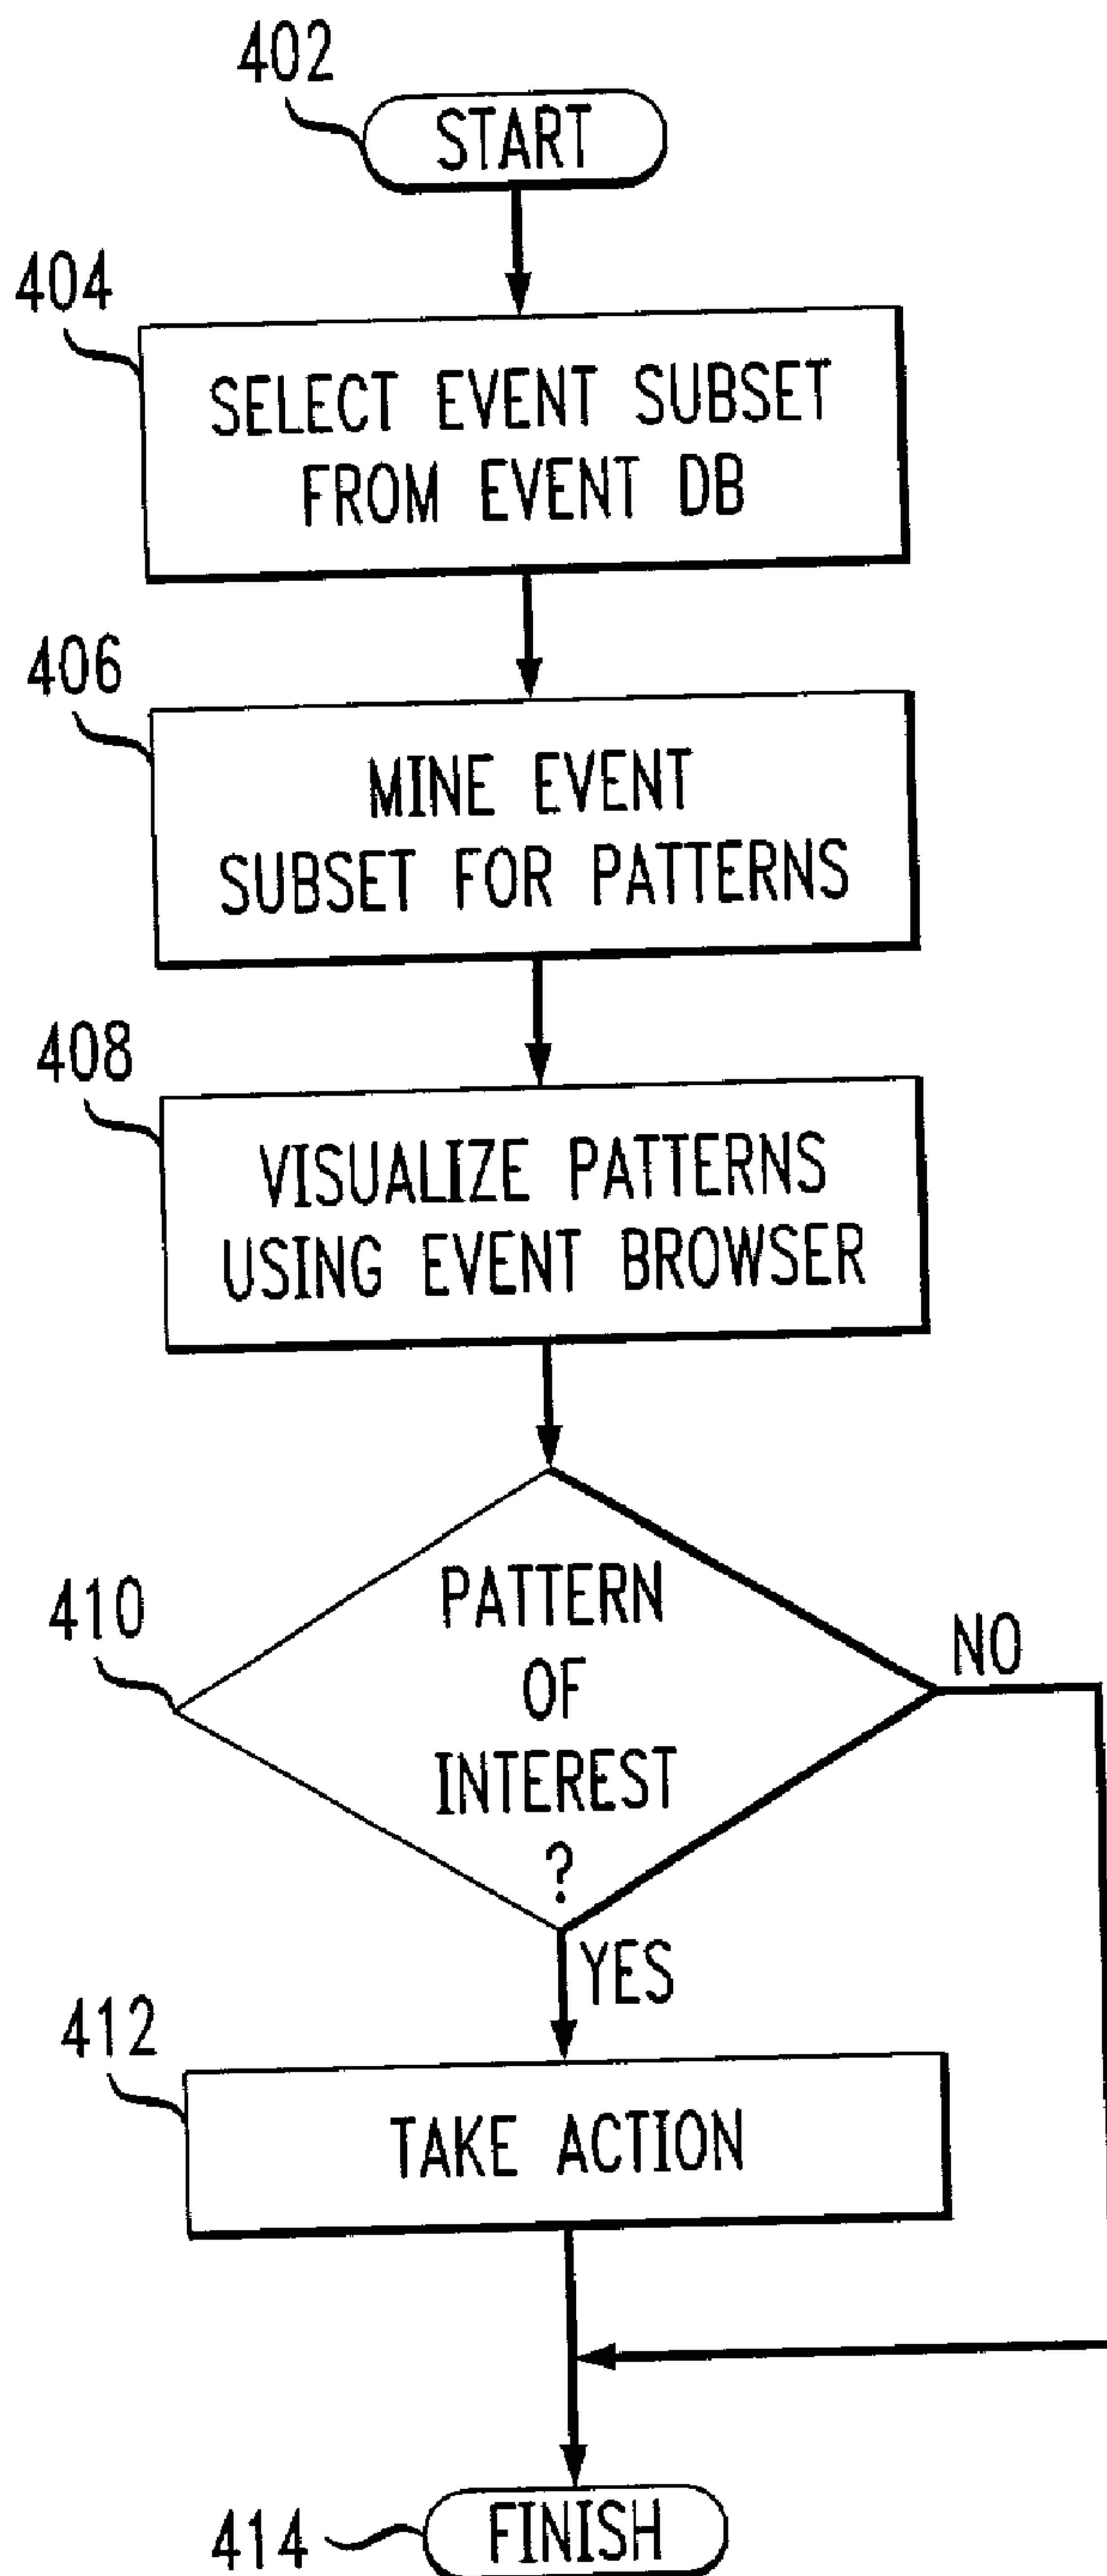 402
START
404
SELECT EVENT SUBSET
FROM EVENT DB
406
MINE EVENT
SUBSET FOR PATTERNS
408
VISUALIZE PATTERNS
USING EVENT BROWSER
410
PATTERN
OF
INTEREST
?
NO
YES
412
TAKE ACTION
414
FINISH